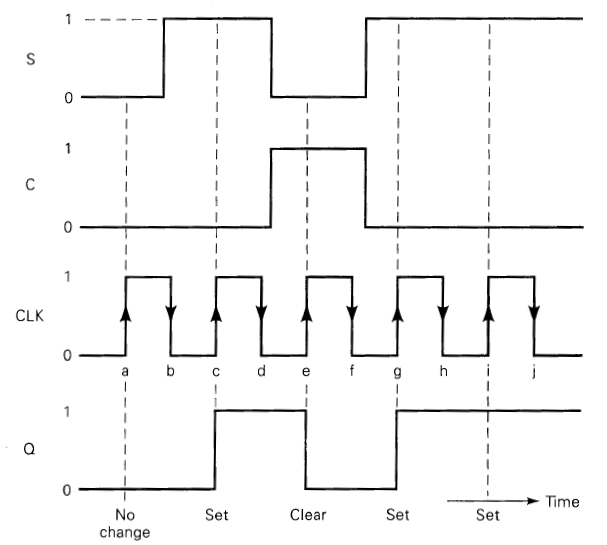 1
S
0
1
C
0
1
CLK
0
a b c d e f g h i j
1
Q
0
Time
No change
Set
Clear
Set
Set